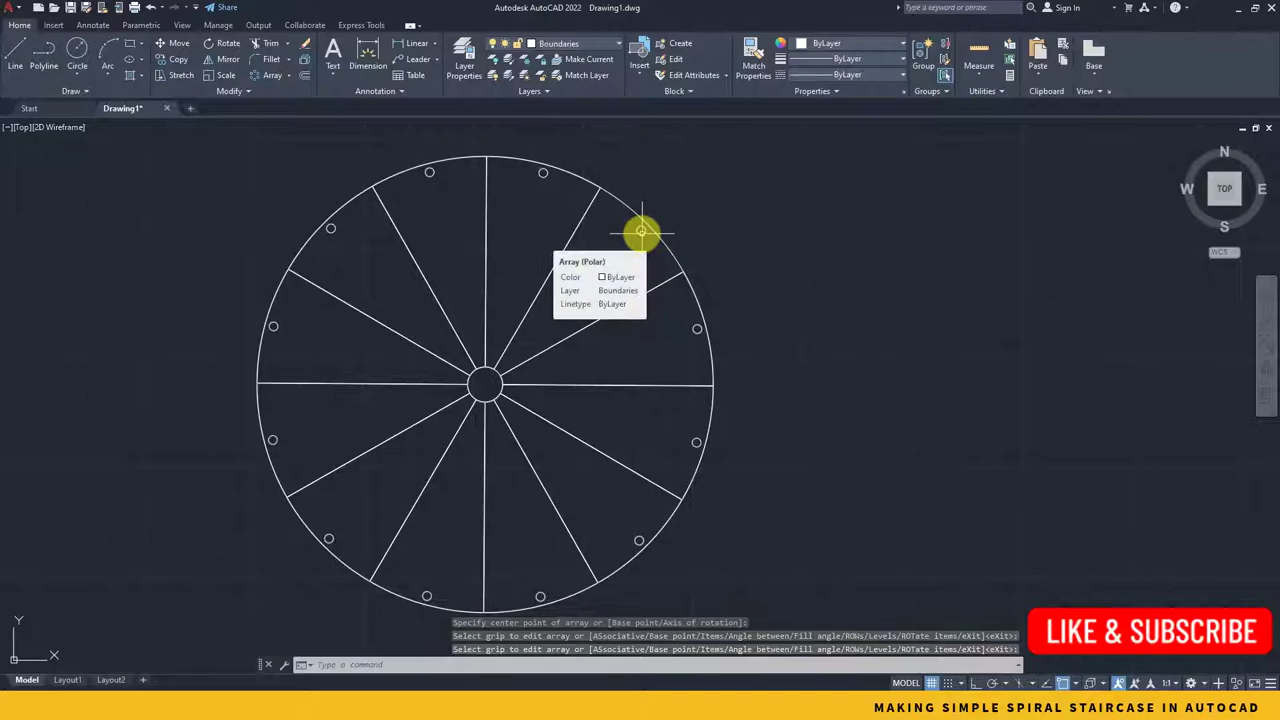 Share
Autodesk AutoCAD 2022 Drawing1.dwg
Type a keyword or phrase
Sign In
Home Insert Annotate Parametric View Manage Output Collaborate Express Tools
Line Polyline Circle Arc
Move Rotate Trim
Copy Mirror Fillet
Stretch Scale Array
Text Dimension
Linear
Leader
Table
Layer Properties
Boundaries
Make Current
Match Layer
Insert
Create
Edit
Edit Attributes
Match Properties
ByLayer
ByLayer
ByLayer
Group Measure Paste Base
Draw Modify Annotation Layers Block Properties Groups Utilities Clipboard View
Start Drawing1*
[−][Top][2D Wireframe]
N
W TOP E
S
WCS
Array (Polar)
Color ByLayer
Layer Boundaries
Linetype ByLayer
Y
X
Specify center point of array or [Base point/Axis of rotation]:
Select grip to edit array or [ASsociative/Base point/Items/Angle between/Fill angle/ROWs/Levels/ROTate items/eXit]<eXit>:
Select grip to edit array or [ASsociative/Base point/Items/Angle between/Fill angle/ROWs/Levels/ROTate items/eXit]<eXit>:
Type a command
LIKE & SUBSCRIBE
Model Layout1 Layout2
MODEL
1:1
MAKING SIMPLE SPIRAL STAIRCASE IN AUTOCAD